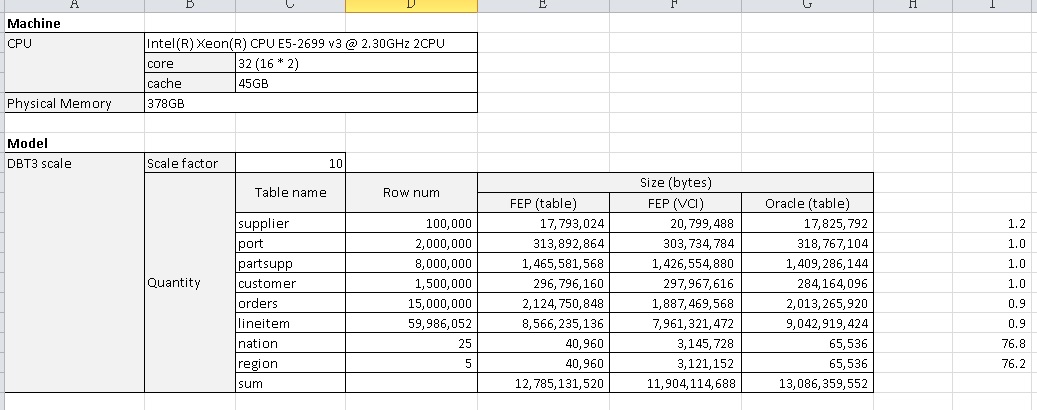 A B C D E F G H I
Machine
CPU Intel(R) Xeon(R) CPU E5-2699 v3 @ 2.30GHz 2CPU
core 32 (16 * 2)
cache 45GB
Physical Memory 378GB
Model
DBT3 scale Scale factor 10
Quantity Table name Row num Size (bytes)
FEP (table) FEP (VCI) Oracle (table)
supplier 100,000 17,793,024 20,799,488 17,825,792 1.2
port 2,000,000 313,892,864 303,734,784 318,767,104 1.0
partsupp 8,000,000 1,465,581,568 1,426,554,880 1,409,286,144 1.0
customer 1,500,000 296,796,160 297,967,616 284,164,096 1.0
orders 15,000,000 2,124,750,848 1,887,469,568 2,013,265,920 0.9
lineitem 59,986,052 8,566,235,136 7,961,321,472 9,042,919,424 0.9
nation 25 40,960 3,145,728 65,536 76.8
region 5 40,960 3,121,152 65,536 76.2
sum 12,785,131,520 11,904,114,688 13,086,359,552